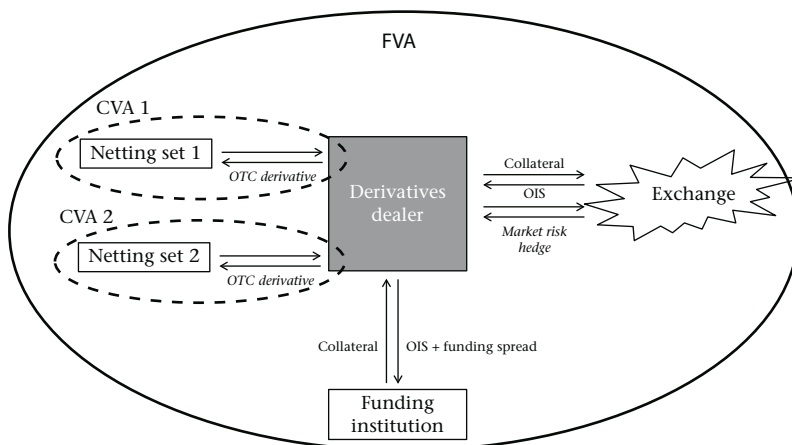 FVA
CVA 1
Netting set 1
OTC derivative
CVA 2
Netting set 2
OTC derivative
Derivatives
dealer
Collateral
OIS
Market risk
hedge
Exchange
Collateral
OIS + funding spread
Funding
institution